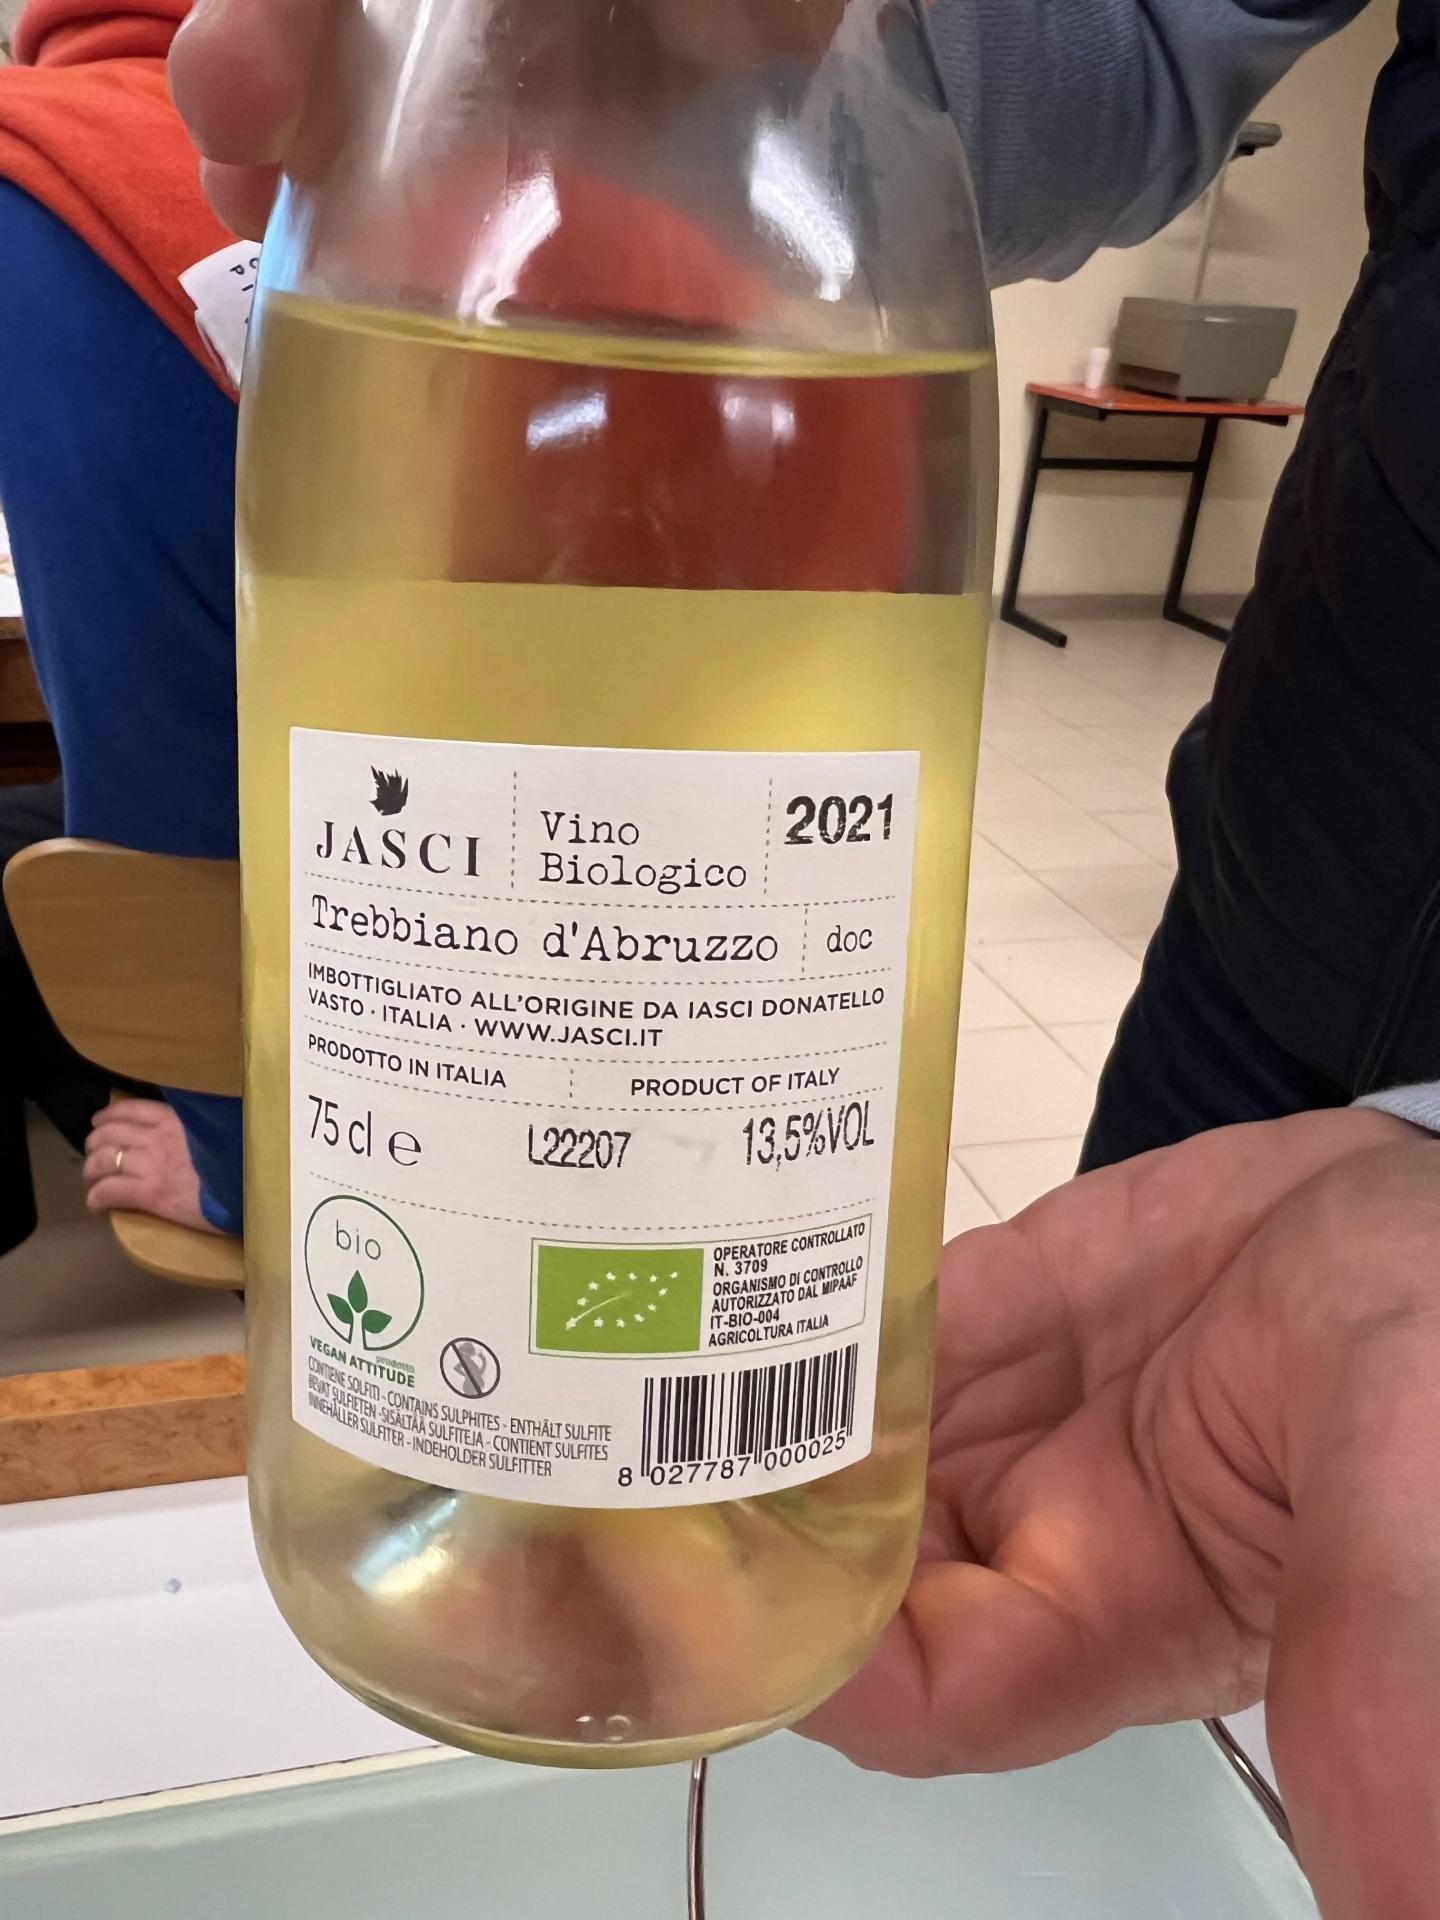 JASCI
Vino
Biologico
2021
Trebbiano d'Abruzzo
doc
IMBOTTIGLIATO ALL'ORIGINE DA IASCI DONATELLO
VASTO · ITALIA · WWW.JASCI.IT
PRODOTTO IN ITALIA
PRODUCT OF ITALY
75 cl ℮
L22207
13,5%VOL
bio
VEGAN ATTITUDE
prodotto
OPERATORE CONTROLLATO
N. 3709
ORGANISMO DI CONTROLLO
AUTORIZZATO DAL MIPAAF
IT-BIO-004
AGRICOLTURA ITALIA
CONTIENE SOLFITI - CONTAINS SULPHITES - ENTHÄLT SULFITE
BEVAT SULFIETEN - SISÄLTÄÄ SULFIITEJA - CONTIENT SULFITES
INNEHÅLLER SULFITER - INDEHOLDER SULFITTER
8 027787 000025